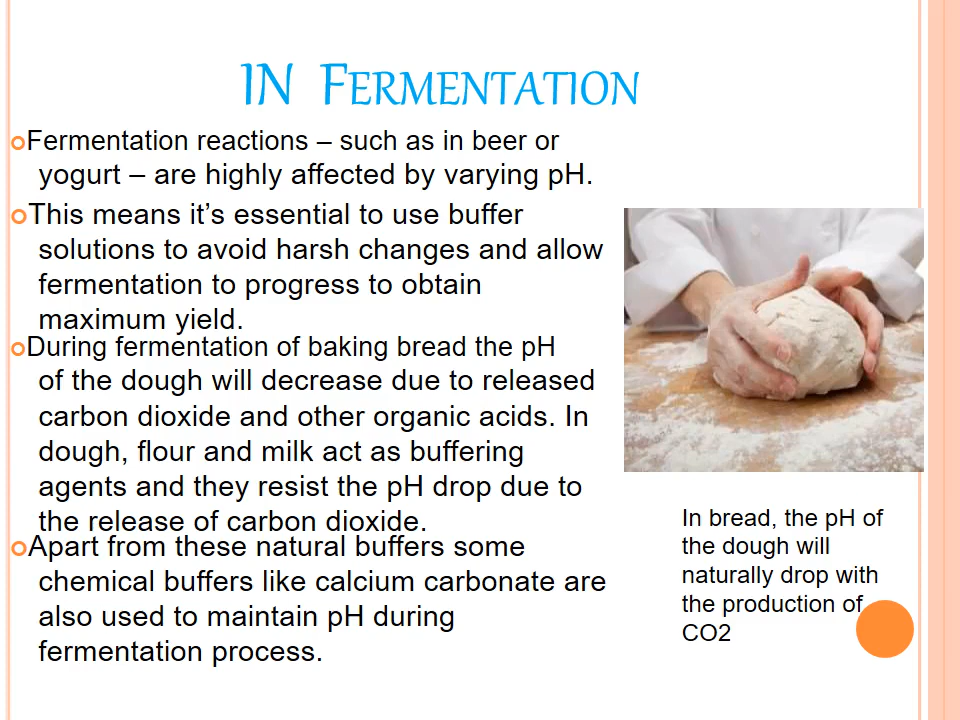 IN FERMENTATION
Fermentation reactions – such as in beer or
yogurt – are highly affected by varying pH.
This means it’s essential to use buffer
solutions to avoid harsh changes and allow
fermentation to progress to obtain
maximum yield.
During fermentation of baking bread the pH
of the dough will decrease due to released
carbon dioxide and other organic acids. In
dough, flour and milk act as buffering
agents and they resist the pH drop due to
the release of carbon dioxide.
Apart from these natural buffers some
chemical buffers like calcium carbonate are
also used to maintain pH during
fermentation process.
In bread, the pH of
the dough will
naturally drop with
the production of
CO2